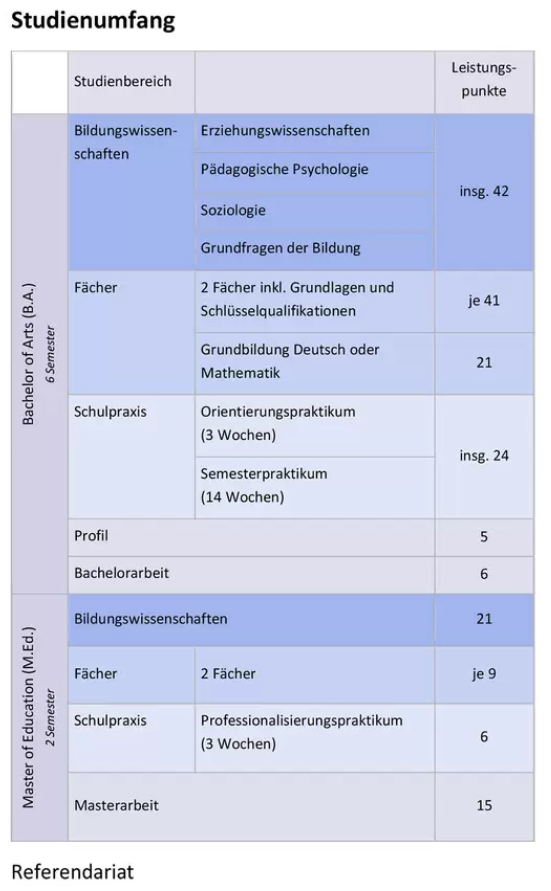 Studienumfang
Studienbereich
Leistungs-
punkte
Bachelor of Arts (B.A.)
6 Semester
Bildungswissen-
schaften
Erziehungswissenschaften
Pädagogische Psychologie
Soziologie
Grundfragen der Bildung
insg. 42
Fächer
2 Fächer inkl. Grundlagen und
Schlüsselqualifikationen
je 41
Grundbildung Deutsch oder
Mathematik
21
Schulpraxis
Orientierungspraktikum
(3 Wochen)
Semesterpraktikum
(14 Wochen)
insg. 24
Profil
5
Bachelorarbeit
6
Master of Education (M.Ed.)
2 Semester
Bildungswissenschaften
21
Fächer
2 Fächer
je 9
Schulpraxis
Professionalisierungspraktikum
(3 Wochen)
6
Masterarbeit
15
Referendariat